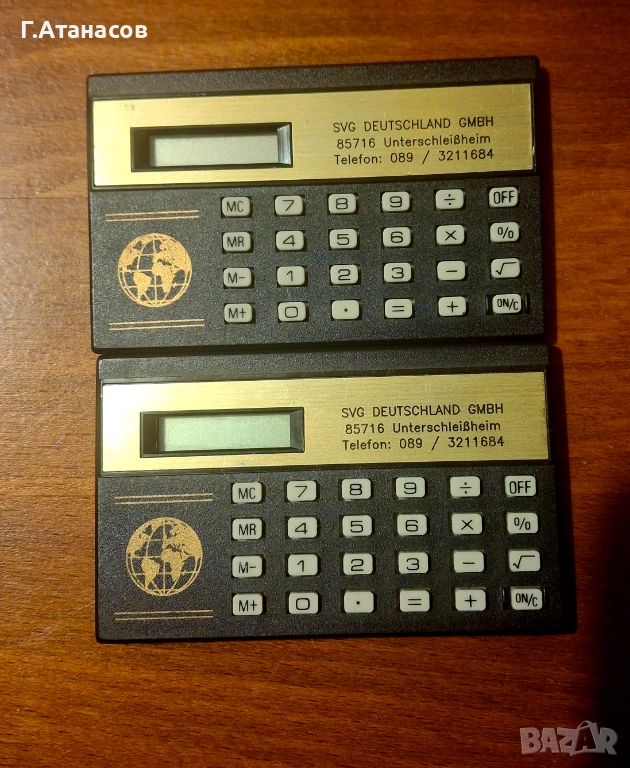 Г.Атанасов
SVG DEUTSCHLAND GMBH
85716 Unterschleißheim
Telefon: 089 / 3211684
MC 7 8 9 ÷ OFF
MR 4 5 6 × %
M- 1 2 3 − √
M+ 0 · = + ON/C
SVG DEUTSCHLAND GMBH
85716 Unterschleißheim
Telefon: 089 / 3211684
MC 7 8 9 ÷ OFF
MR 4 5 6 × %
M- 1 2 3 − √
M+ 0 · = + ON/C
BAZAR